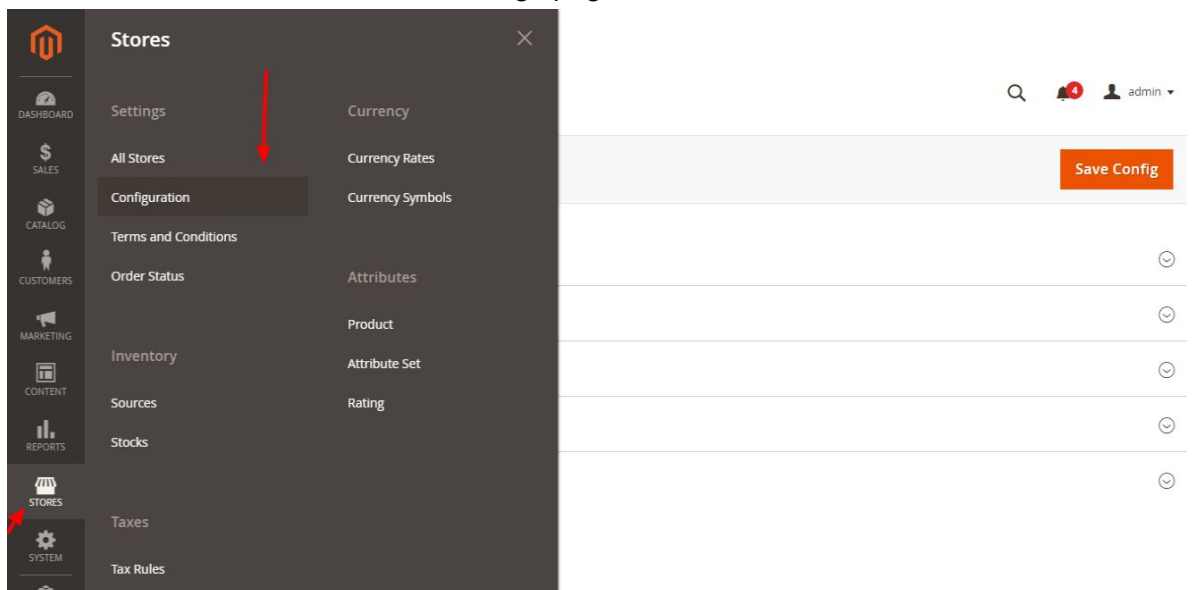 Stores
Settings
All Stores
Configuration
Terms and Conditions
Order Status
Inventory
Sources
Stocks
Taxes
Tax Rules
Currency
Currency Rates
Currency Symbols
Attributes
Product
Attribute Set
Rating
DASHBOARD
$
SALES
CATALOG
CUSTOMERS
MARKETING
CONTENT
REPORTS
STORES
SYSTEM
4
admin
Save Config